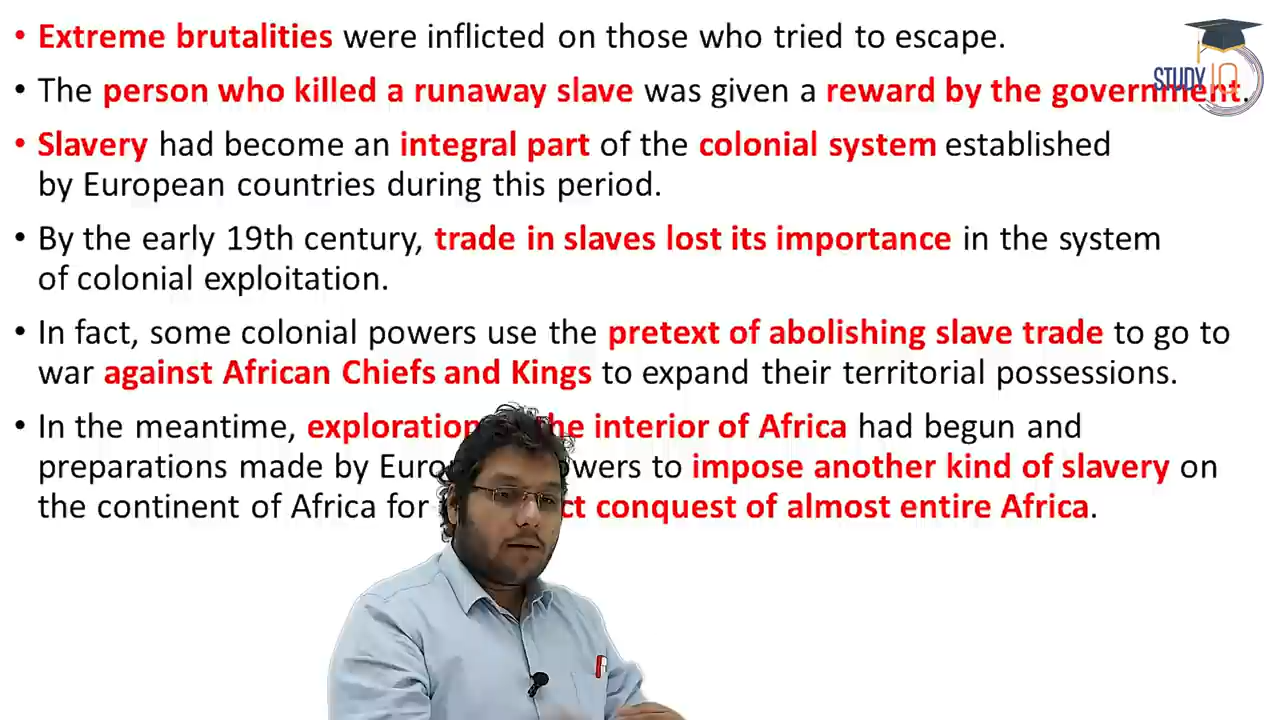 • Extreme brutalities were inflicted on those who tried to escape.
• The person who killed a runaway slave was given a reward by the government.
• Slavery had become an integral part of the colonial system established
by European countries during this period.
• By the early 19th century, trade in slaves lost its importance in the system
of colonial exploitation.
• In fact, some colonial powers use the pretext of abolishing slave trade to go to
war against African Chiefs and Kings to expand their territorial possessions.
• In the meantime, exploration the interior of Africa had begun and
preparations made by to impose another kind of slavery on
the continent of Africa for conquest of almost entire Africa.
STUDY IQ